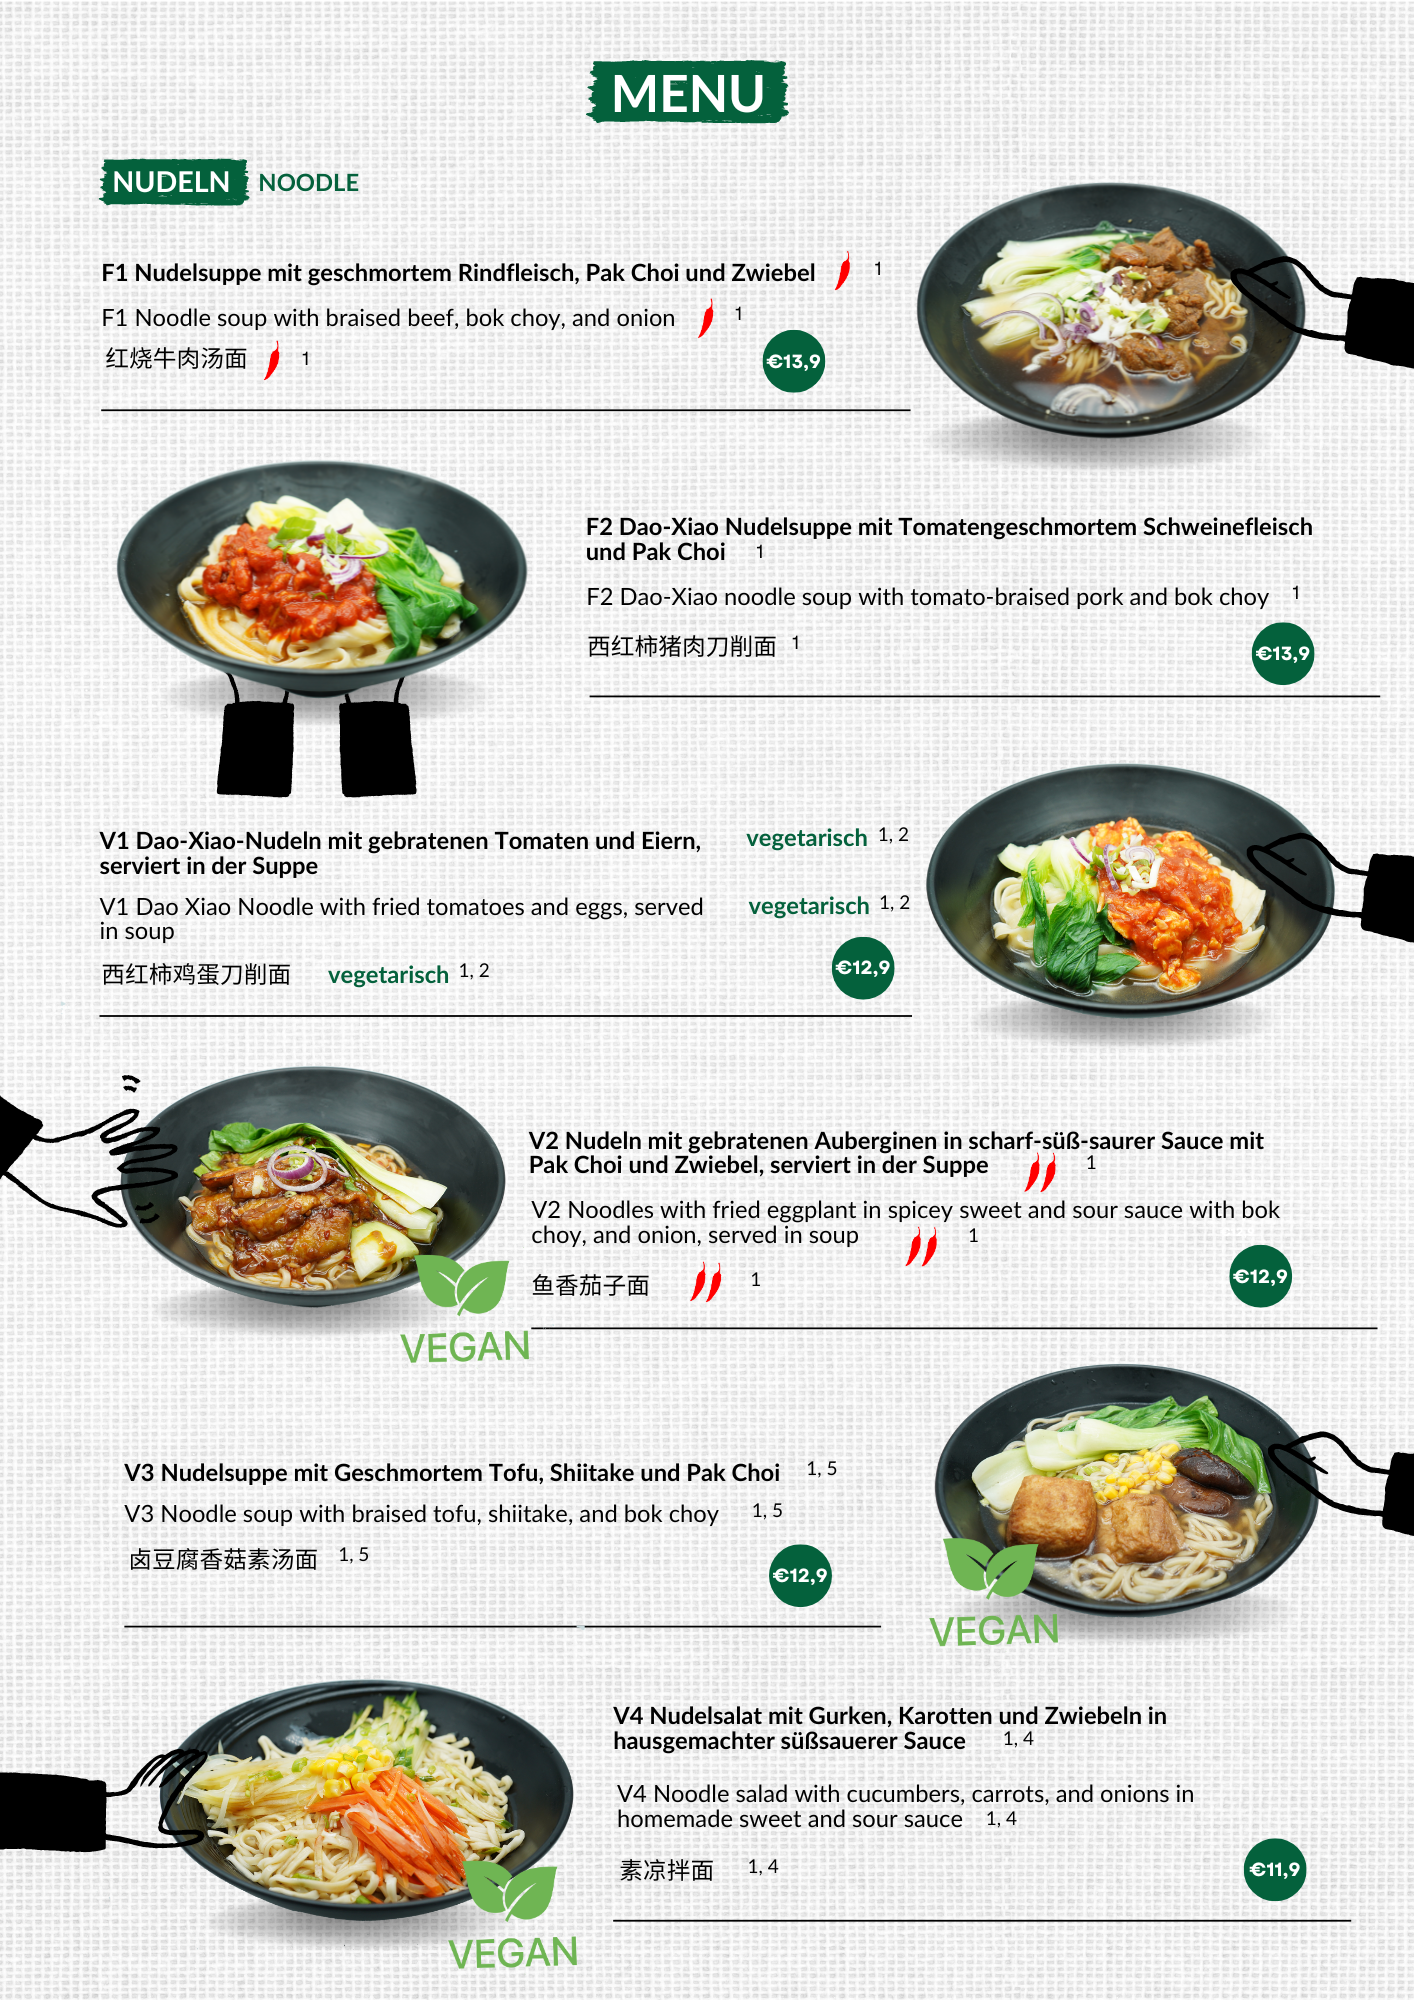 MENU
NUDELN NOODLE
F1 Nudelsuppe mit geschmortem Rindfleisch, Pak Choi und Zwiebel 1
F1 Noodle soup with braised beef, bok choy, and onion 1
红烧牛肉汤面 1
€13,9
F2 Dao-Xiao Nudelsuppe mit Tomatengeschmortem Schweinefleisch
und Pak Choi 1
F2 Dao-Xiao noodle soup with tomato-braised pork and bok choy 1
西红柿猪肉刀削面 1
€13,9
V1 Dao-Xiao-Nudeln mit gebratenen Tomaten und Eiern, vegetarisch 1, 2
serviert in der Suppe
V1 Dao Xiao Noodle with fried tomatoes and eggs, served vegetarisch 1, 2
in soup
西红柿鸡蛋刀削面 vegetarisch 1, 2
€12,9
V2 Nudeln mit gebratenen Auberginen in scharf-süß-saurer Sauce mit
Pak Choi und Zwiebel, serviert in der Suppe 1
V2 Noodles with fried eggplant in spicey sweet and sour sauce with bok
choy, and onion, served in soup 1
鱼香茄子面 1
€12,9
VEGAN
V3 Nudelsuppe mit Geschmortem Tofu, Shiitake und Pak Choi 1, 5
V3 Noodle soup with braised tofu, shiitake, and bok choy 1, 5
卤豆腐香菇素汤面 1, 5
€12,9
VEGAN
V4 Nudelsalat mit Gurken, Karotten und Zwiebeln in
hausgemachter süßsauerer Sauce 1, 4
V4 Noodle salad with cucumbers, carrots, and onions in
homemade sweet and sour sauce 1, 4
素凉拌面 1, 4
€11,9
VEGAN